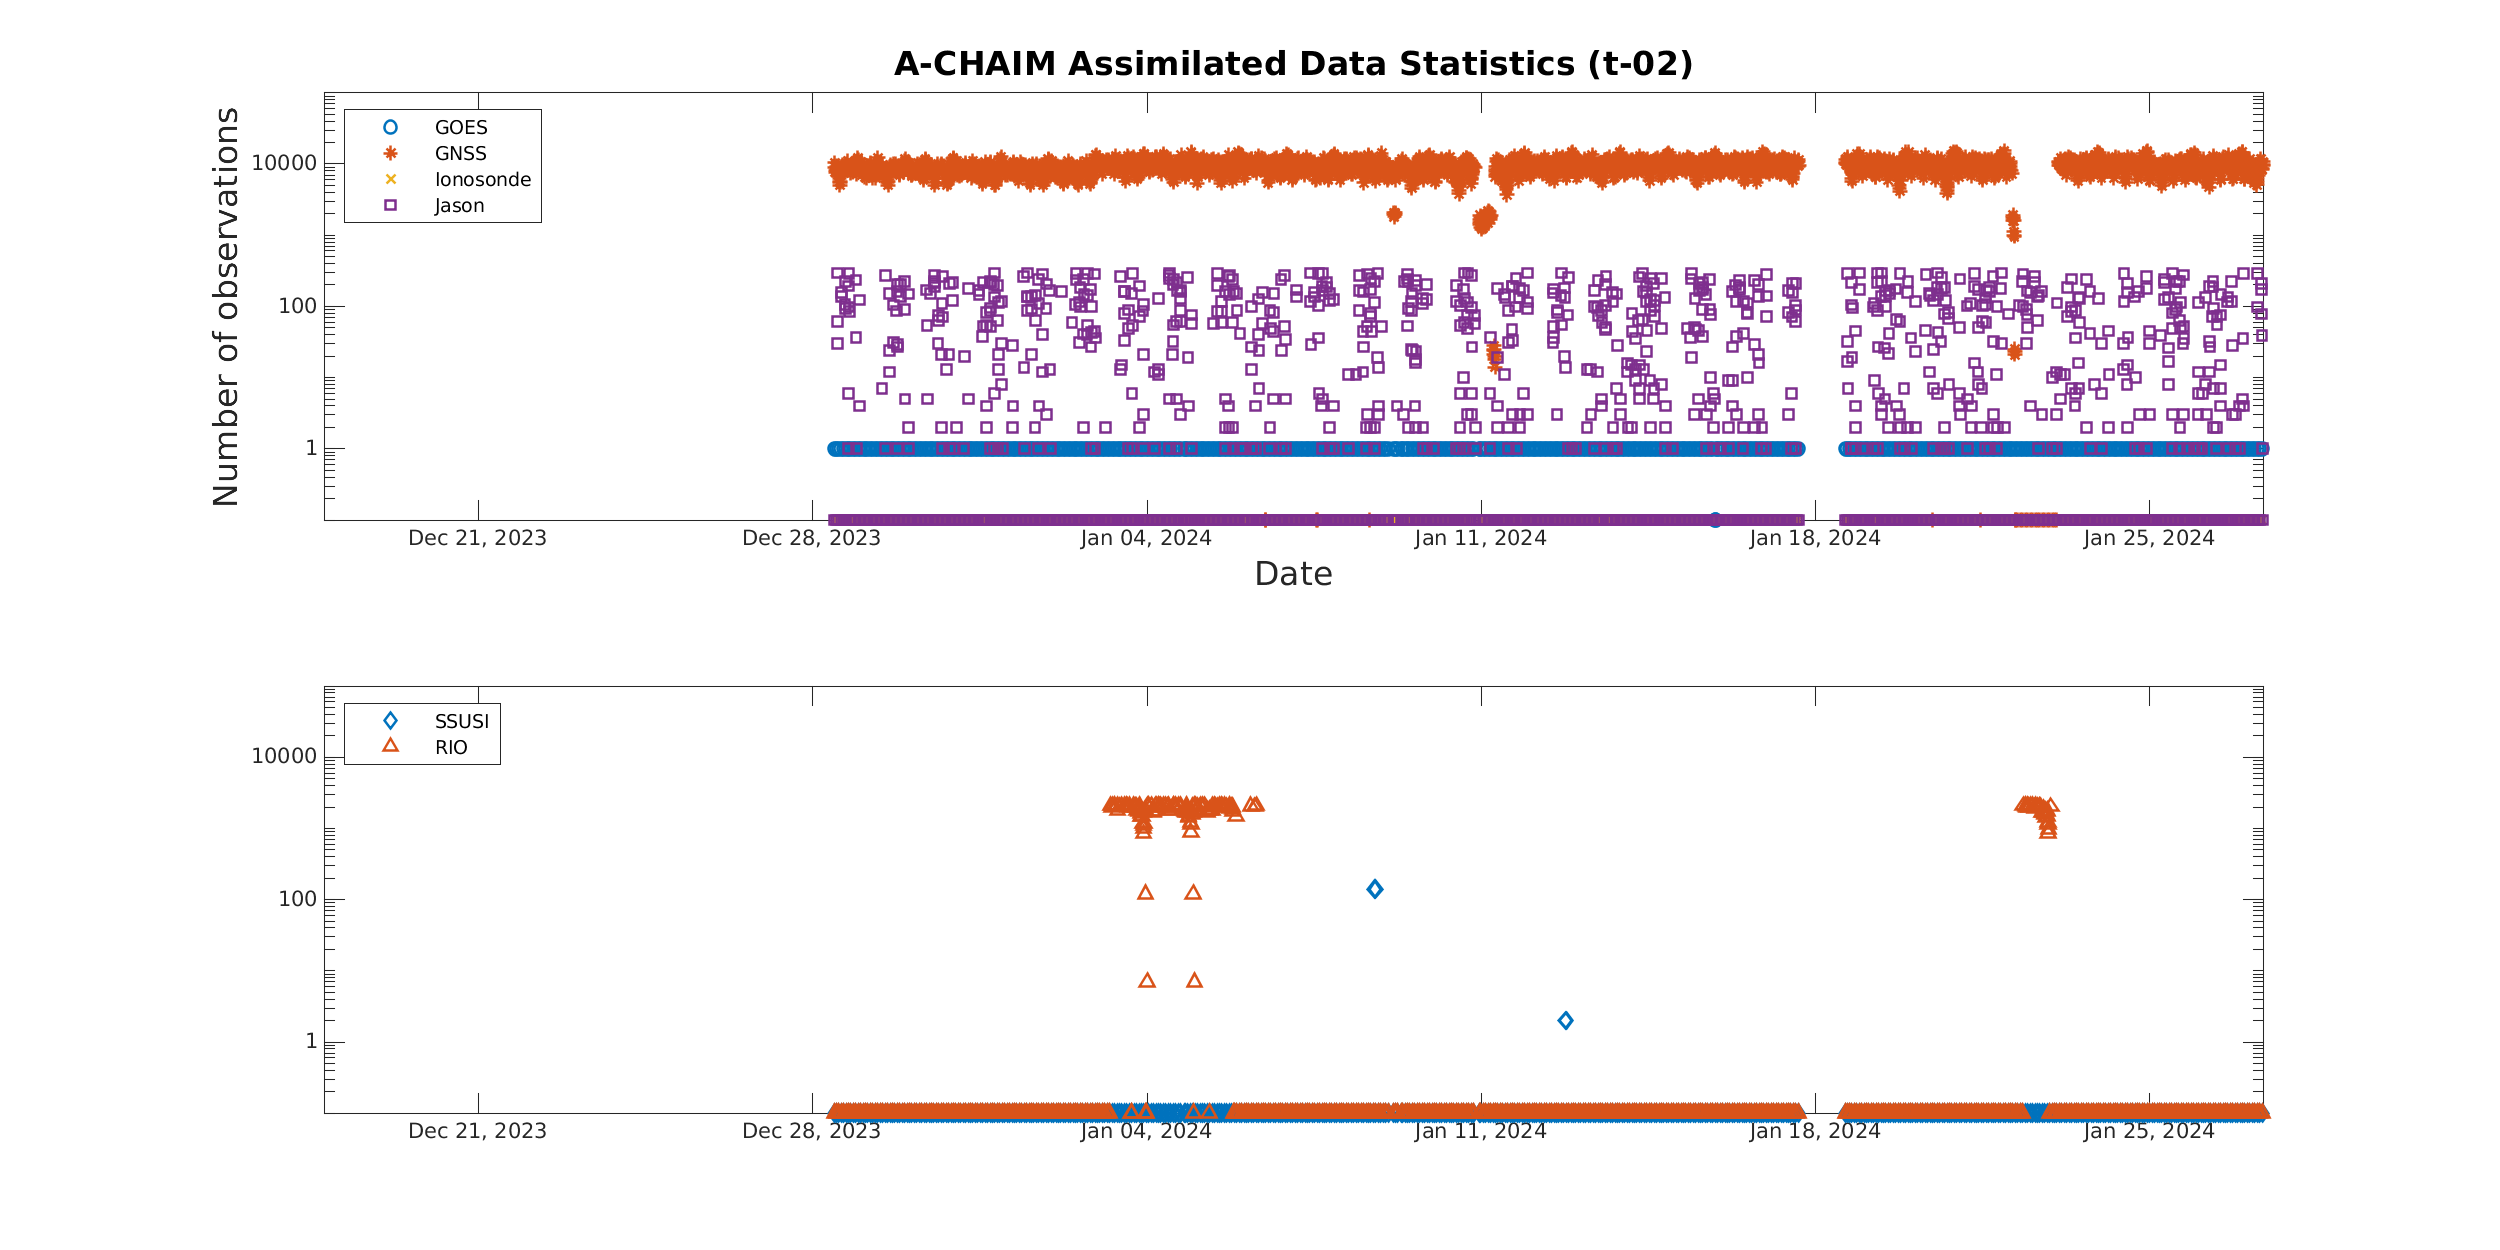 A-CHAIM Assimilated Data Statistics (t-02)
Number of observations
10000
100
1
GOES
GNSS
Ionosonde
Jason
Dec 21, 2023 Dec 28, 2023 Jan 04, 2024 Jan 11, 2024 Jan 18, 2024 Jan 25, 2024
Date
10000
100
1
SSUSI
RIO
Dec 21, 2023 Dec 28, 2023 Jan 04, 2024 Jan 11, 2024 Jan 18, 2024 Jan 25, 2024